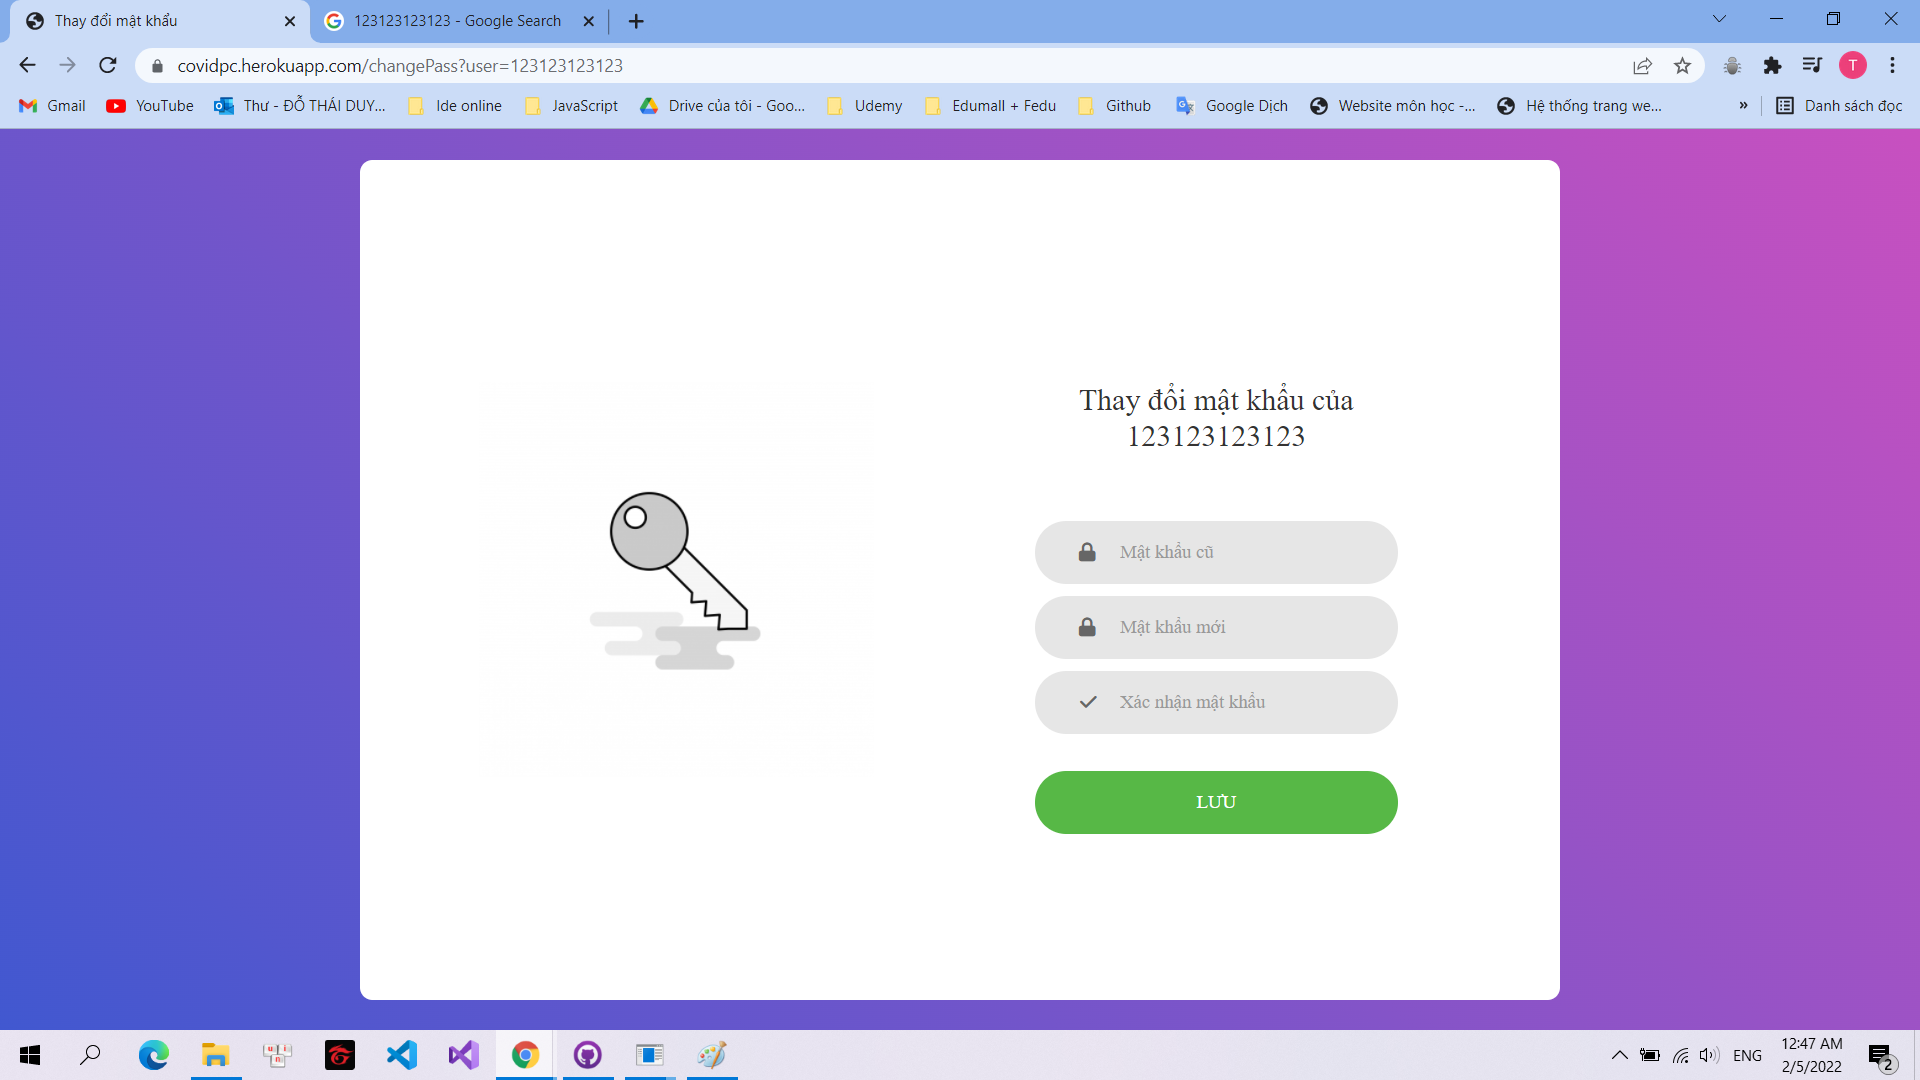 Thay đổi mật khẩu
123123123123 - Google Search
covidpc.herokuapp.com/changePass?user=123123123123
T
Gmail
YouTube
Thư - ĐỖ THÁI DUY...
Ide online
JavaScript
Drive của tôi - Goo...
Udemy
Edumall + Fedu
Github
Google Dịch
Website môn học -...
Hệ thống trang we...
»
Danh sách đọc
Thay đổi mật khẩu của
123123123123
Mật khẩu cũ
Mật khẩu mới
Xác nhận mật khẩu
LƯU
ENG
12:47 AM
2/5/2022
2